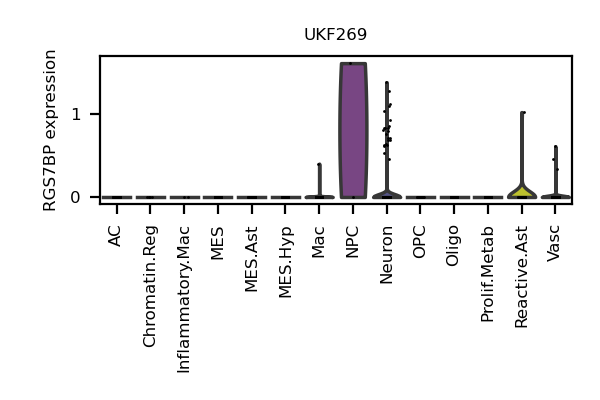 UKF269
RGS7BP expression
1
0
AC
Chromatin.Reg
Inflammatory.Mac
MES
MES.Ast
MES.Hyp
Mac
NPC
Neuron
OPC
Oligo
Prolif.Metab
Reactive.Ast
Vasc